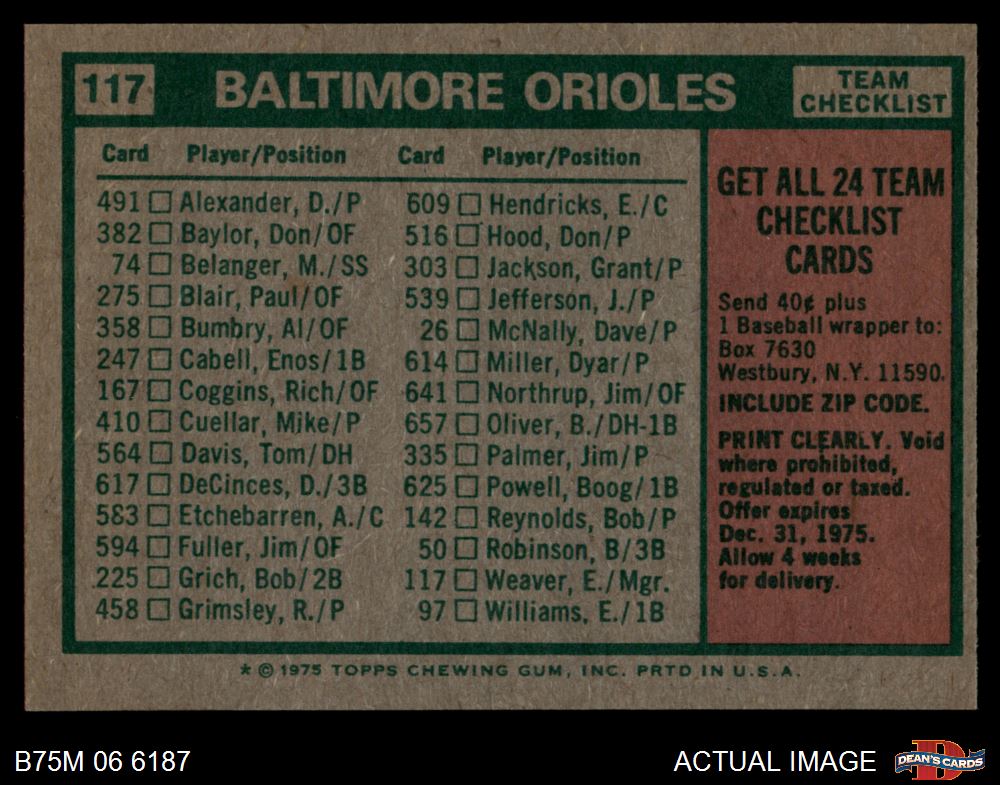 117 BALTIMORE ORIOLES TEAM CHECKLIST
Card Player/Position Card Player/Position
491 Alexander, D./P
382 Baylor, Don/OF
74 Belanger, M./SS
275 Blair, Paul/OF
358 Bumbry, Al/OF
247 Cabell, Enos/1B
167 Coggins, Rich/OF
410 Cuellar, Mike/P
564 Davis, Tom/DH
617 DeCinces, D./3B
583 Etchebarren, A./C
594 Fuller, Jim/OF
225 Grich, Bob/2B
458 Grimsley, R./P
609 Hendricks, E./C
516 Hood, Don/P
303 Jackson, Grant/P
539 Jefferson, J./P
26 McNally, Dave/P
614 Miller, Dyar/P
641 Northrup, Jim/OF
657 Oliver, B./DH-1B
335 Palmer, Jim/P
625 Powell, Boog/1B
142 Reynolds, Bob/P
50 Robinson, B/3B
117 Weaver, E./Mgr.
97 Williams, E./1B
GET ALL 24 TEAM
CHECKLIST
CARDS
Send 40¢ plus
1 Baseball wrapper to:
Box 7630
Westbury, N.Y. 11590.
INCLUDE ZIP CODE.
PRINT CLEARLY. Void
where prohibited,
regulated or taxed.
Offer expires
Dec. 31, 1975.
Allow 4 weeks
for delivery.
* © 1975 TOPPS CHEWING GUM, INC. PRTD IN U.S.A.
B75M 06 6187
ACTUAL IMAGE
D
DEAN'S CARDS